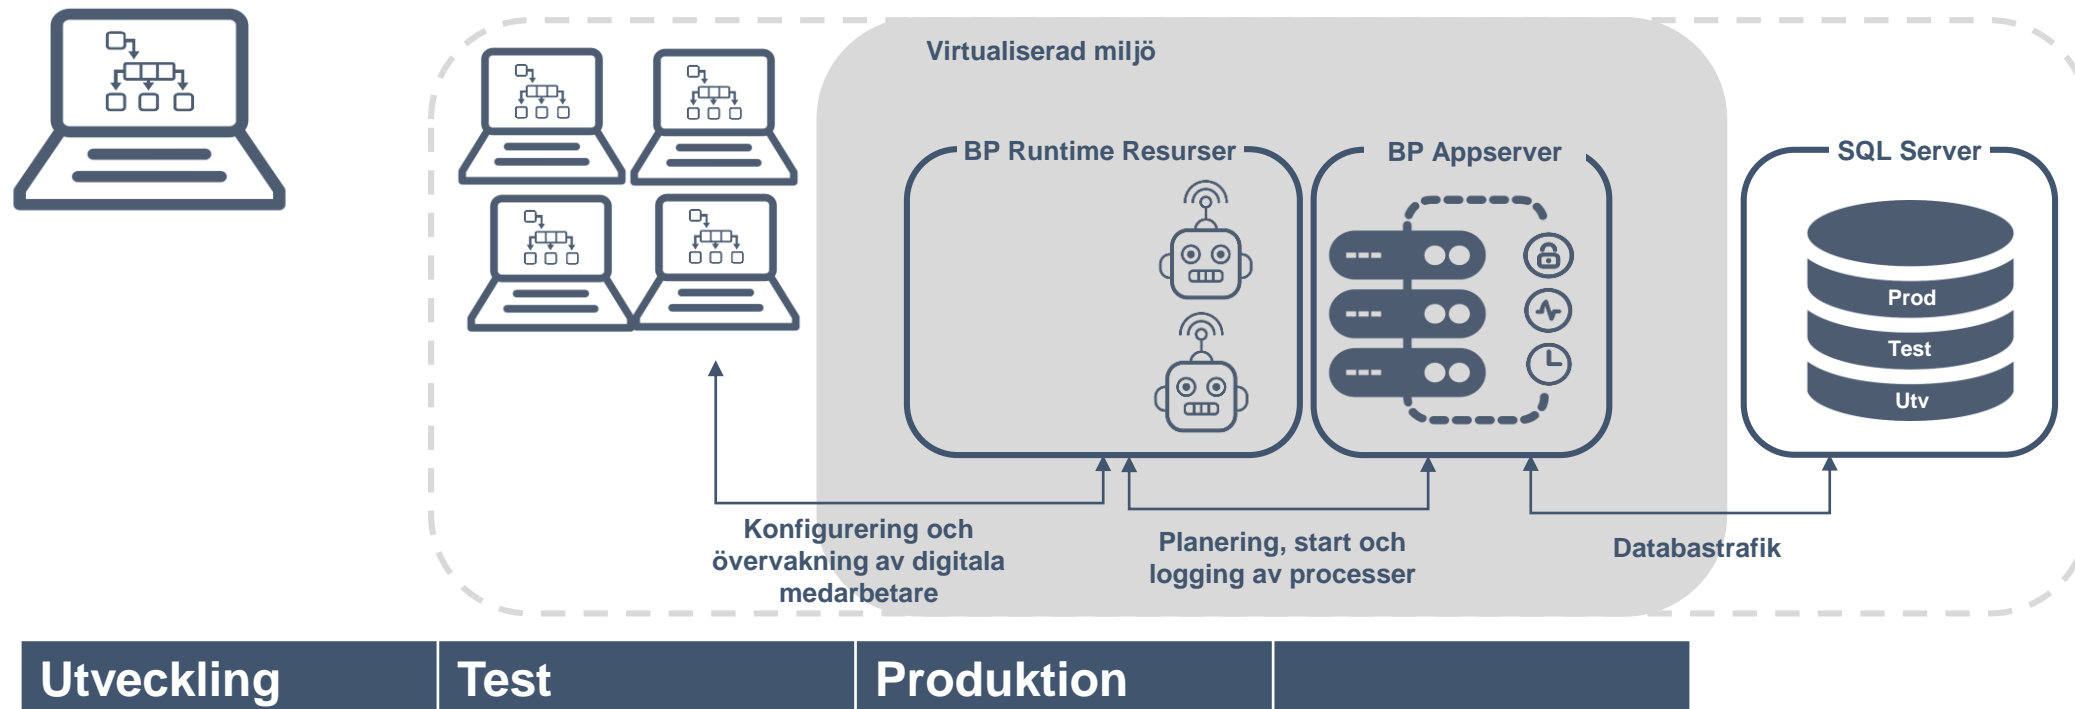 Virtualiserad miljö
BP Runtime Resurser
BP Appserver
SQL Server
Prod
Test
Utv
Konfigurering och
övervakning av digitala
medarbetare
Planering, start och
logging av processer
Databastrafik
Utveckling
Test
Produktion